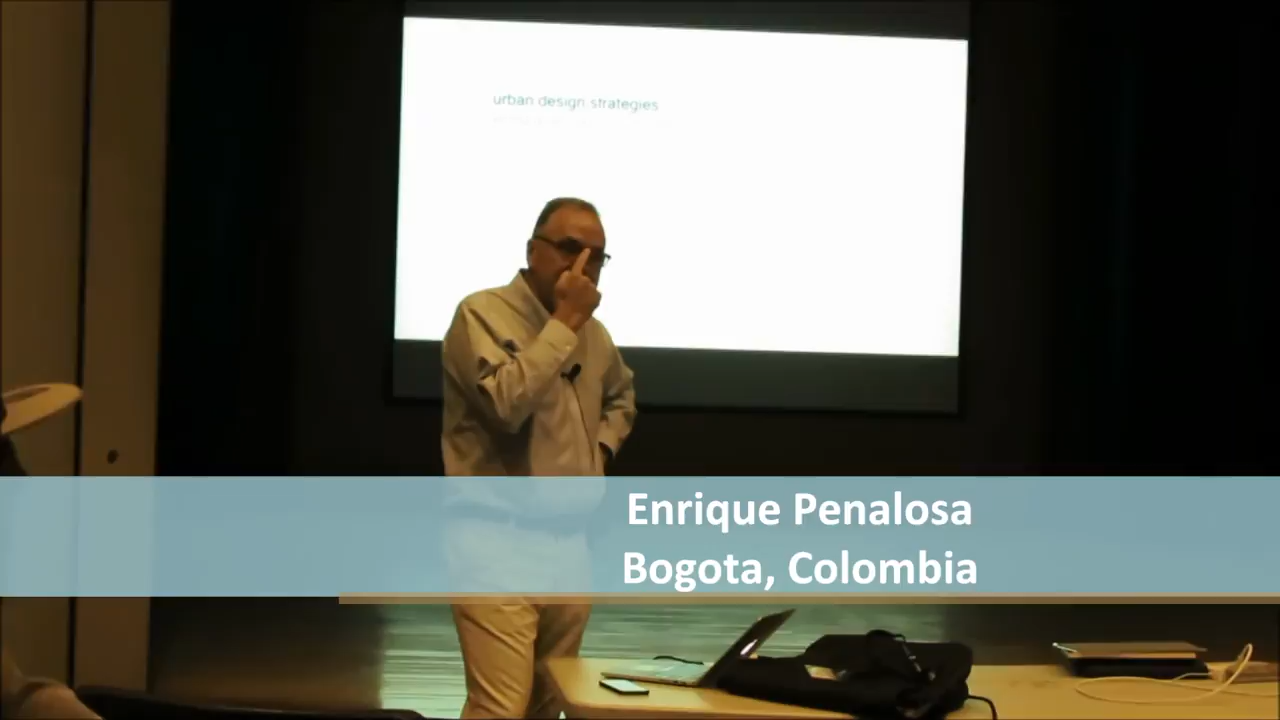 urban design strategies
Enrique Penalosa
Bogota, Colombia